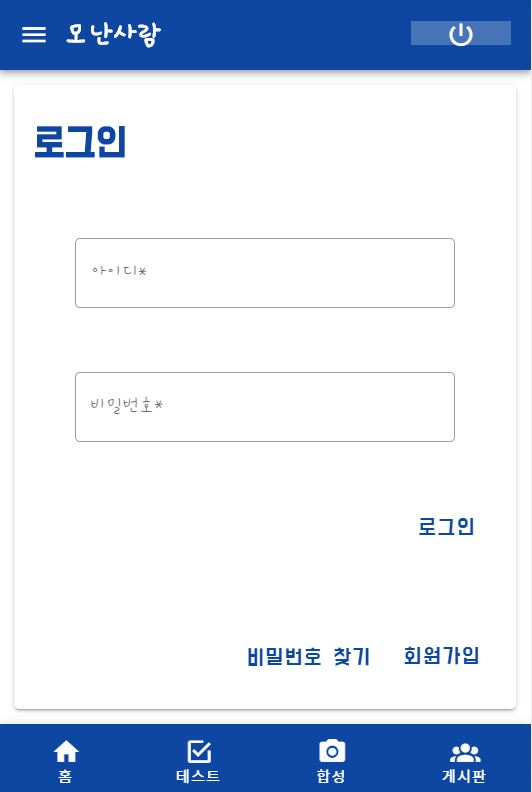 모난사람
로그인
아이디*
비밀번호*
로그인
비밀번호 찾기 회원가입
홈 테스트 합성 게시판